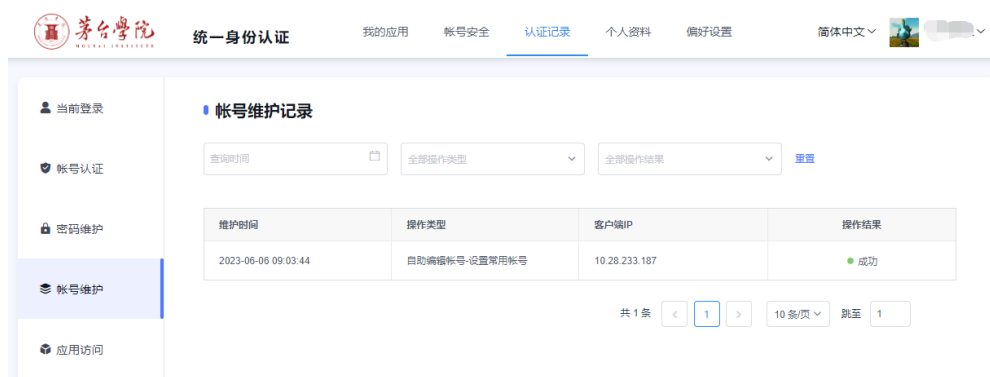 茅台學院
MOUTAI INSTITUTE
统一身份认证 我的应用 帐号安全 认证记录 个人资料 偏好设置 简体中文
当前登录
帐号认证
密码维护
帐号维护
应用访问
帐号维护记录
查询时间 全部操作类型 全部操作结果 重置
维护时间 操作类型 客户端IP 操作结果
2023-06-06 09:03:44 自助编辑帐号-设置常用帐号 10.28.233.187 成功
共 1 条 < 1 > 10 条/页 跳至 1